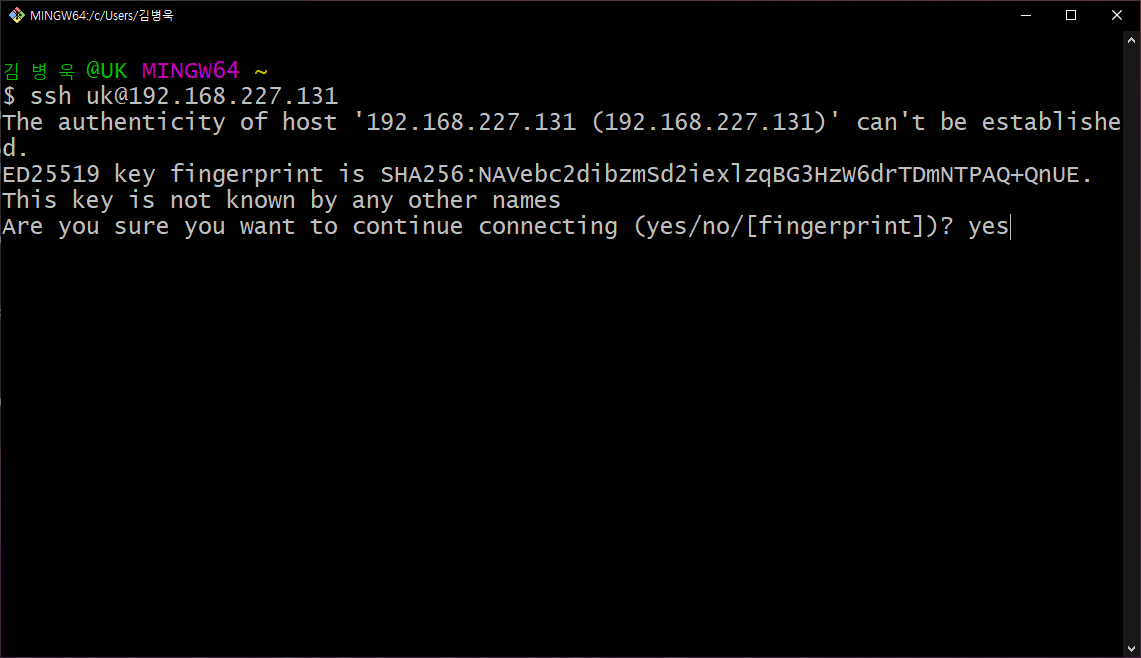 MINGW64:/c/Users/김병욱
김병욱@UK MINGW64 ~
$ ssh uk@192.168.227.131
The authenticity of host '192.168.227.131 (192.168.227.131)' can't be establishe
d.
ED25519 key fingerprint is SHA256:NAVebc2dibzmSd2iexlzqBG3HzW6drTDmNTPAQ+QnUE.
This key is not known by any other names
Are you sure you want to continue connecting (yes/no/[fingerprint])? yes